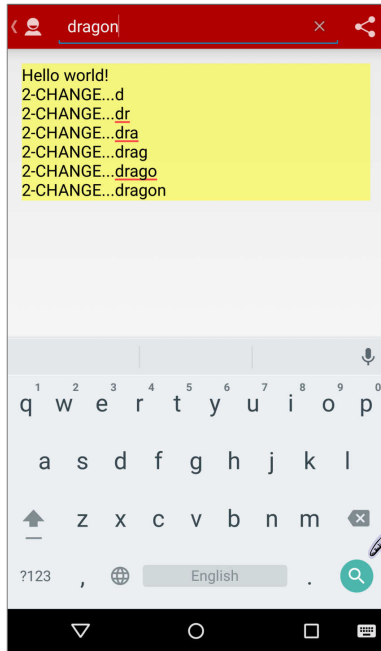 dragon
Hello world!
2-CHANGE...d
2-CHANGE...dr
2-CHANGE...dra
2-CHANGE...drag
2-CHANGE...drago
2-CHANGE...dragon
1 2 3 4 5 6 7 8 9 0
q w e r t y u i o p
a s d f g h j k l
z x c v b n m
?123 , English .